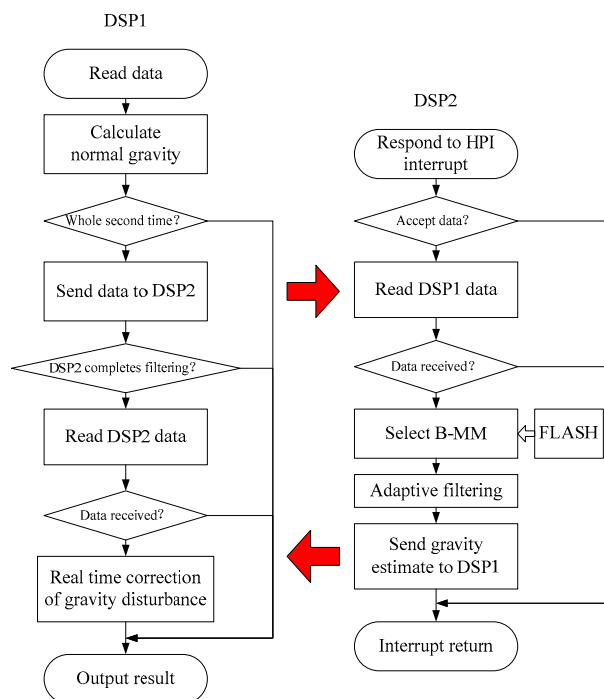 DSP1
Read data
Calculate
normal gravity
Whole second time?
Send data to DSP2
DSP2 completes filtering?
Read DSP2 data
Data received?
Real time correction
of gravity disturbance
Output result
DSP2
Respond to HPI
interrupt
Accept data?
Read DSP1 data
Data received?
Select B-MM
FLASH
Adaptive filtering
Send gravity
estimate to DSP1
Interrupt return